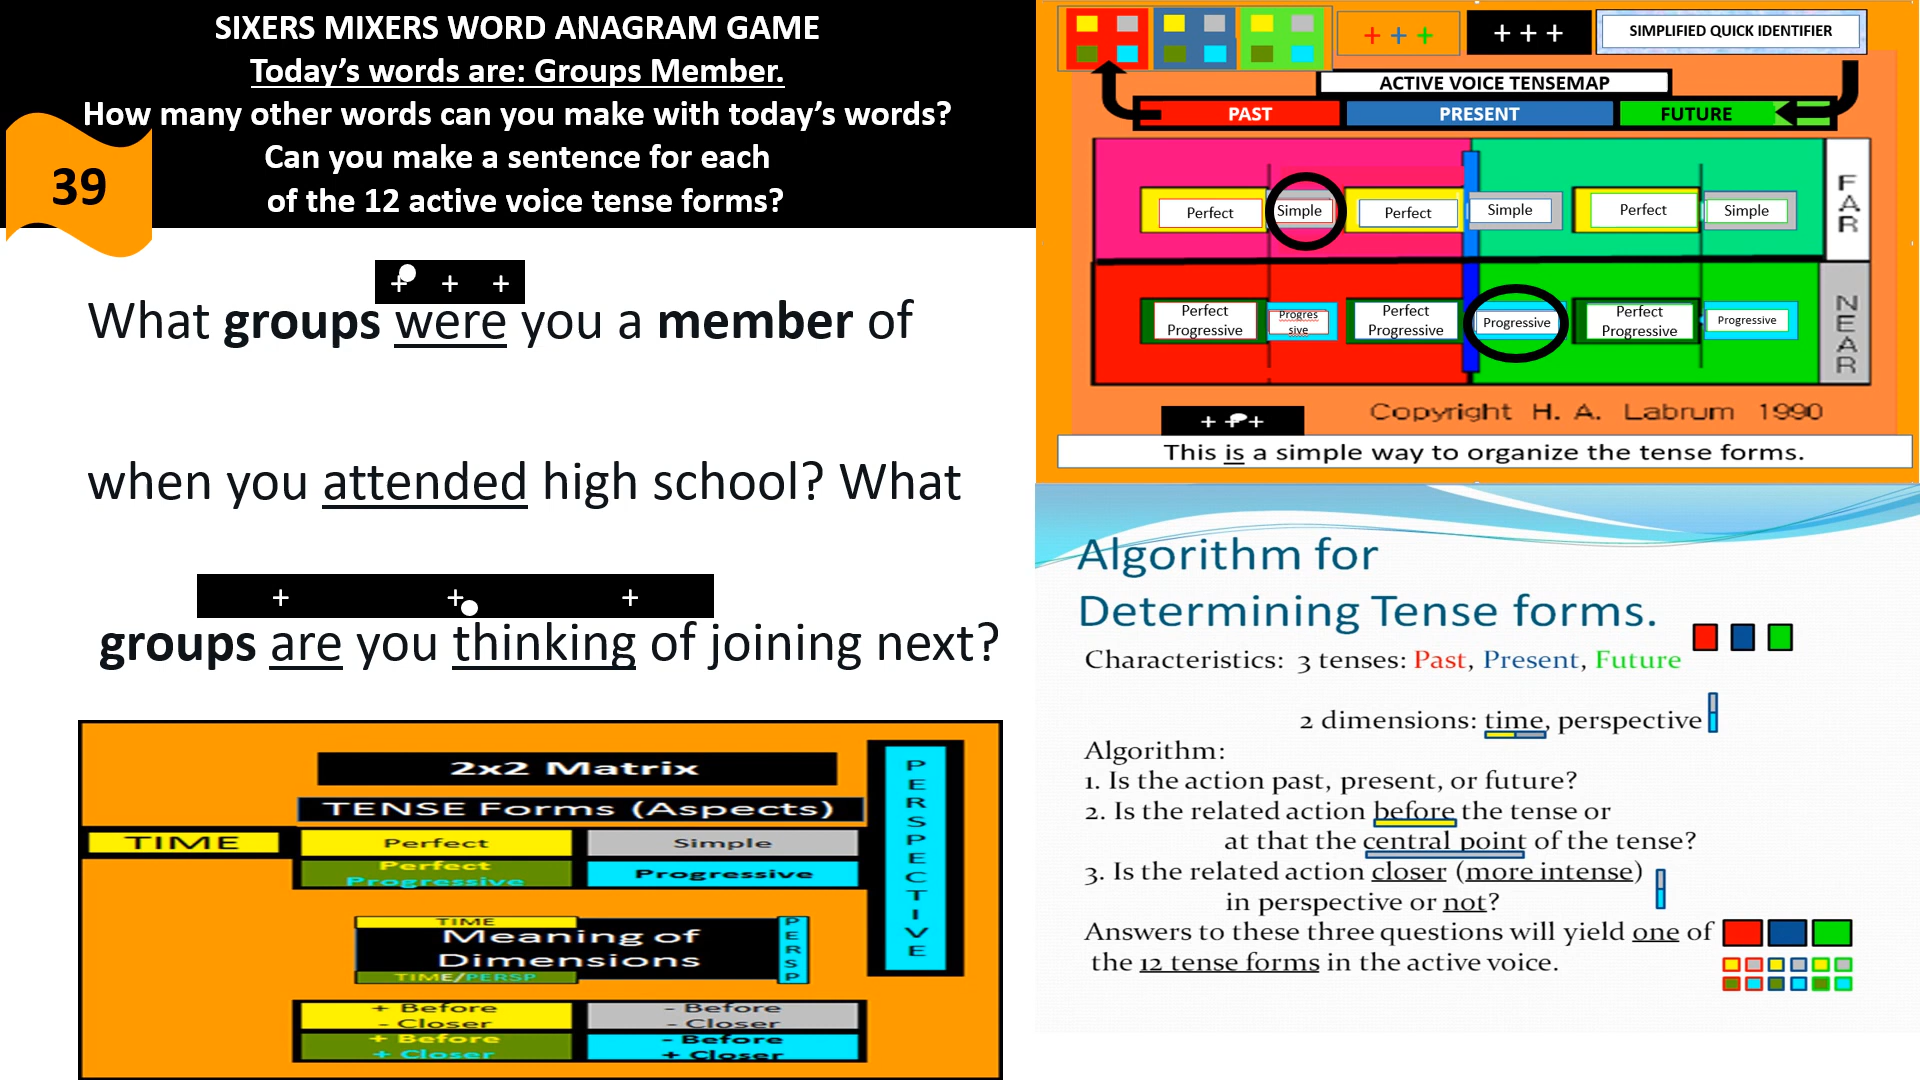 SIXERS MIXERS WORD ANAGRAM GAME
Today’s words are: Groups Member.
How many other words can you make with today’s words?
Can you make a sentence for each
of the 12 active voice tense forms?
39
+ + +
What groups were you a member of
when you attended high school? What
+ + +
groups are you thinking of joining next?
2x2 Matrix
TENSE Forms (Aspects)
TIME
Perfect
Simple
Perfect
Progressive
Progressive
PERSPECTIVE
TIME
Meaning of
Dimensions
TIME/PERSP
PERSP
+ Before
- Closer
- Before
- Closer
+ Before
+ Closer
- Before
+ Closer
+ + +
+ + +
SIMPLIFIED QUICK IDENTIFIER
ACTIVE VOICE TENSEMAP
PAST
PRESENT
FUTURE
Perfect
Simple
Perfect
Simple
Perfect
Simple
FAR
Perfect
Progressive
Progres
sive
Perfect
Progressive
Progressive
Perfect
Progressive
Progressive
NEAR
Copyright H. A. Labrum 1990
+ + +
This is a simple way to organize the tense forms.
Algorithm for
Determining Tense forms.
Characteristics: 3 tenses: Past, Present, Future
2 dimensions: time, perspective
Algorithm:
1. Is the action past, present, or future?
2. Is the related action before the tense or
at that the central point of the tense?
3. Is the related action closer (more intense)
in perspective or not?
Answers to these three questions will yield one of
the 12 tense forms in the active voice.